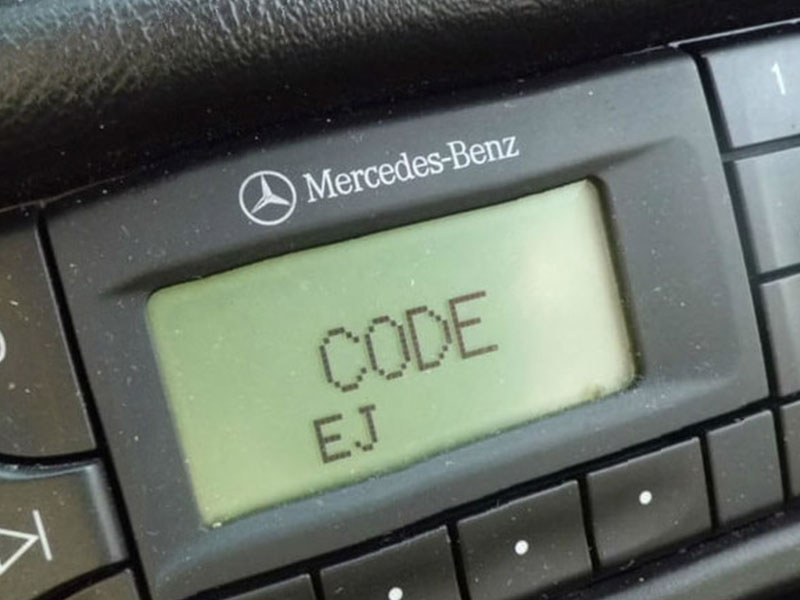 Mercedes-Benz
1
CODE
EJ